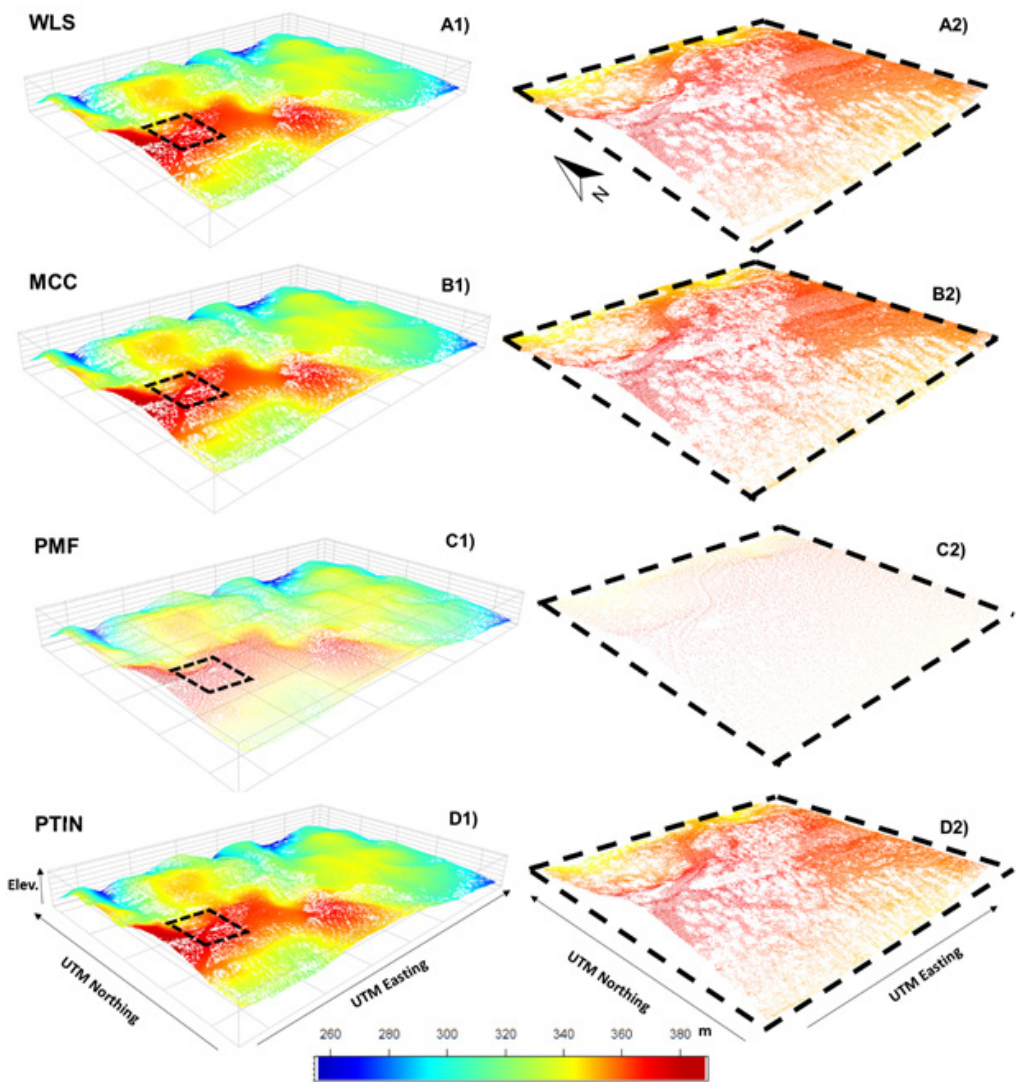 WLS
A1)
A2)
N
MCC
B1)
B2)
PMF
C1)
C2)
PTIN
D1)
D2)
Elev.
UTM Northing
UTM Easting
UTM Northing
UTM Easting
260 280 300 320 340 360 380 m